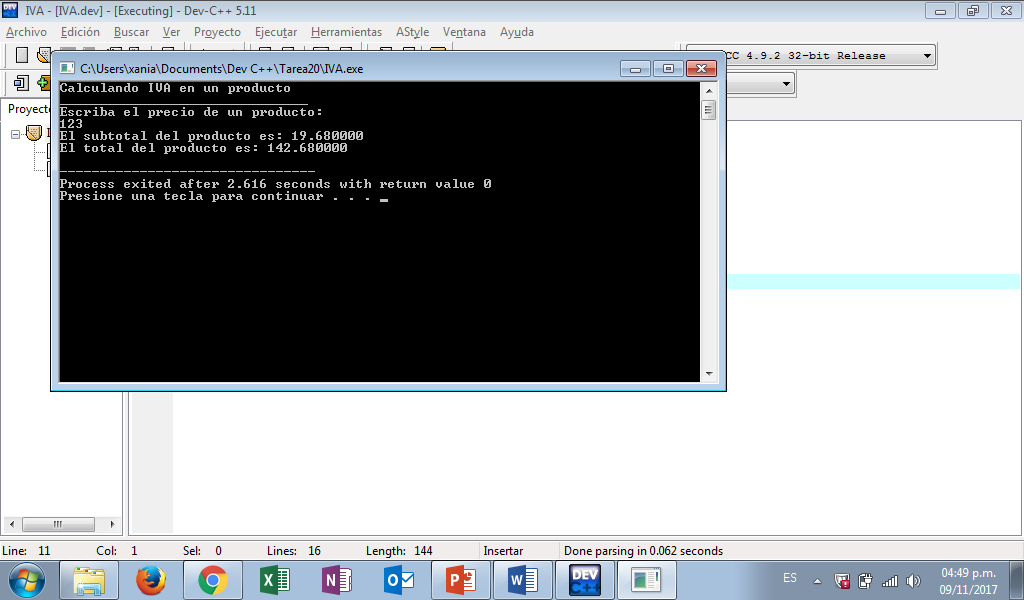 IVA - [IVA.dev] - [Executing] - Dev-C++ 5.11
Archivo Edición Buscar Ver Proyecto Ejecutar Herramientas AStyle Ventana Ayuda
CC 4.9.2 32-bit Release
C:\Users\xania\Documents\Dev C++\Tarea20\IVA.exe
Proyecto
Calculando IVA en un producto
Escriba el precio de un producto:
123
El subtotal del producto es: 19.680000
El total del producto es: 142.680000
--------------------------------
Process exited after 2.616 seconds with return value 0
Presione una tecla para continuar . . .
Line: 11 Col: 1 Sel: 0 Lines: 16 Length: 144 Insertar Done parsing in 0.062 seconds
DEV C++
ES
04:49 p.m.
09/11/2017